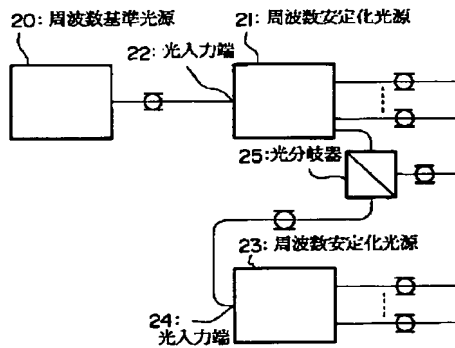 20: 周波数基準光源
21: 周波数安定化光源
22: 光入力端
25: 光分岐器
23: 周波数安定化光源
24:
光入力端